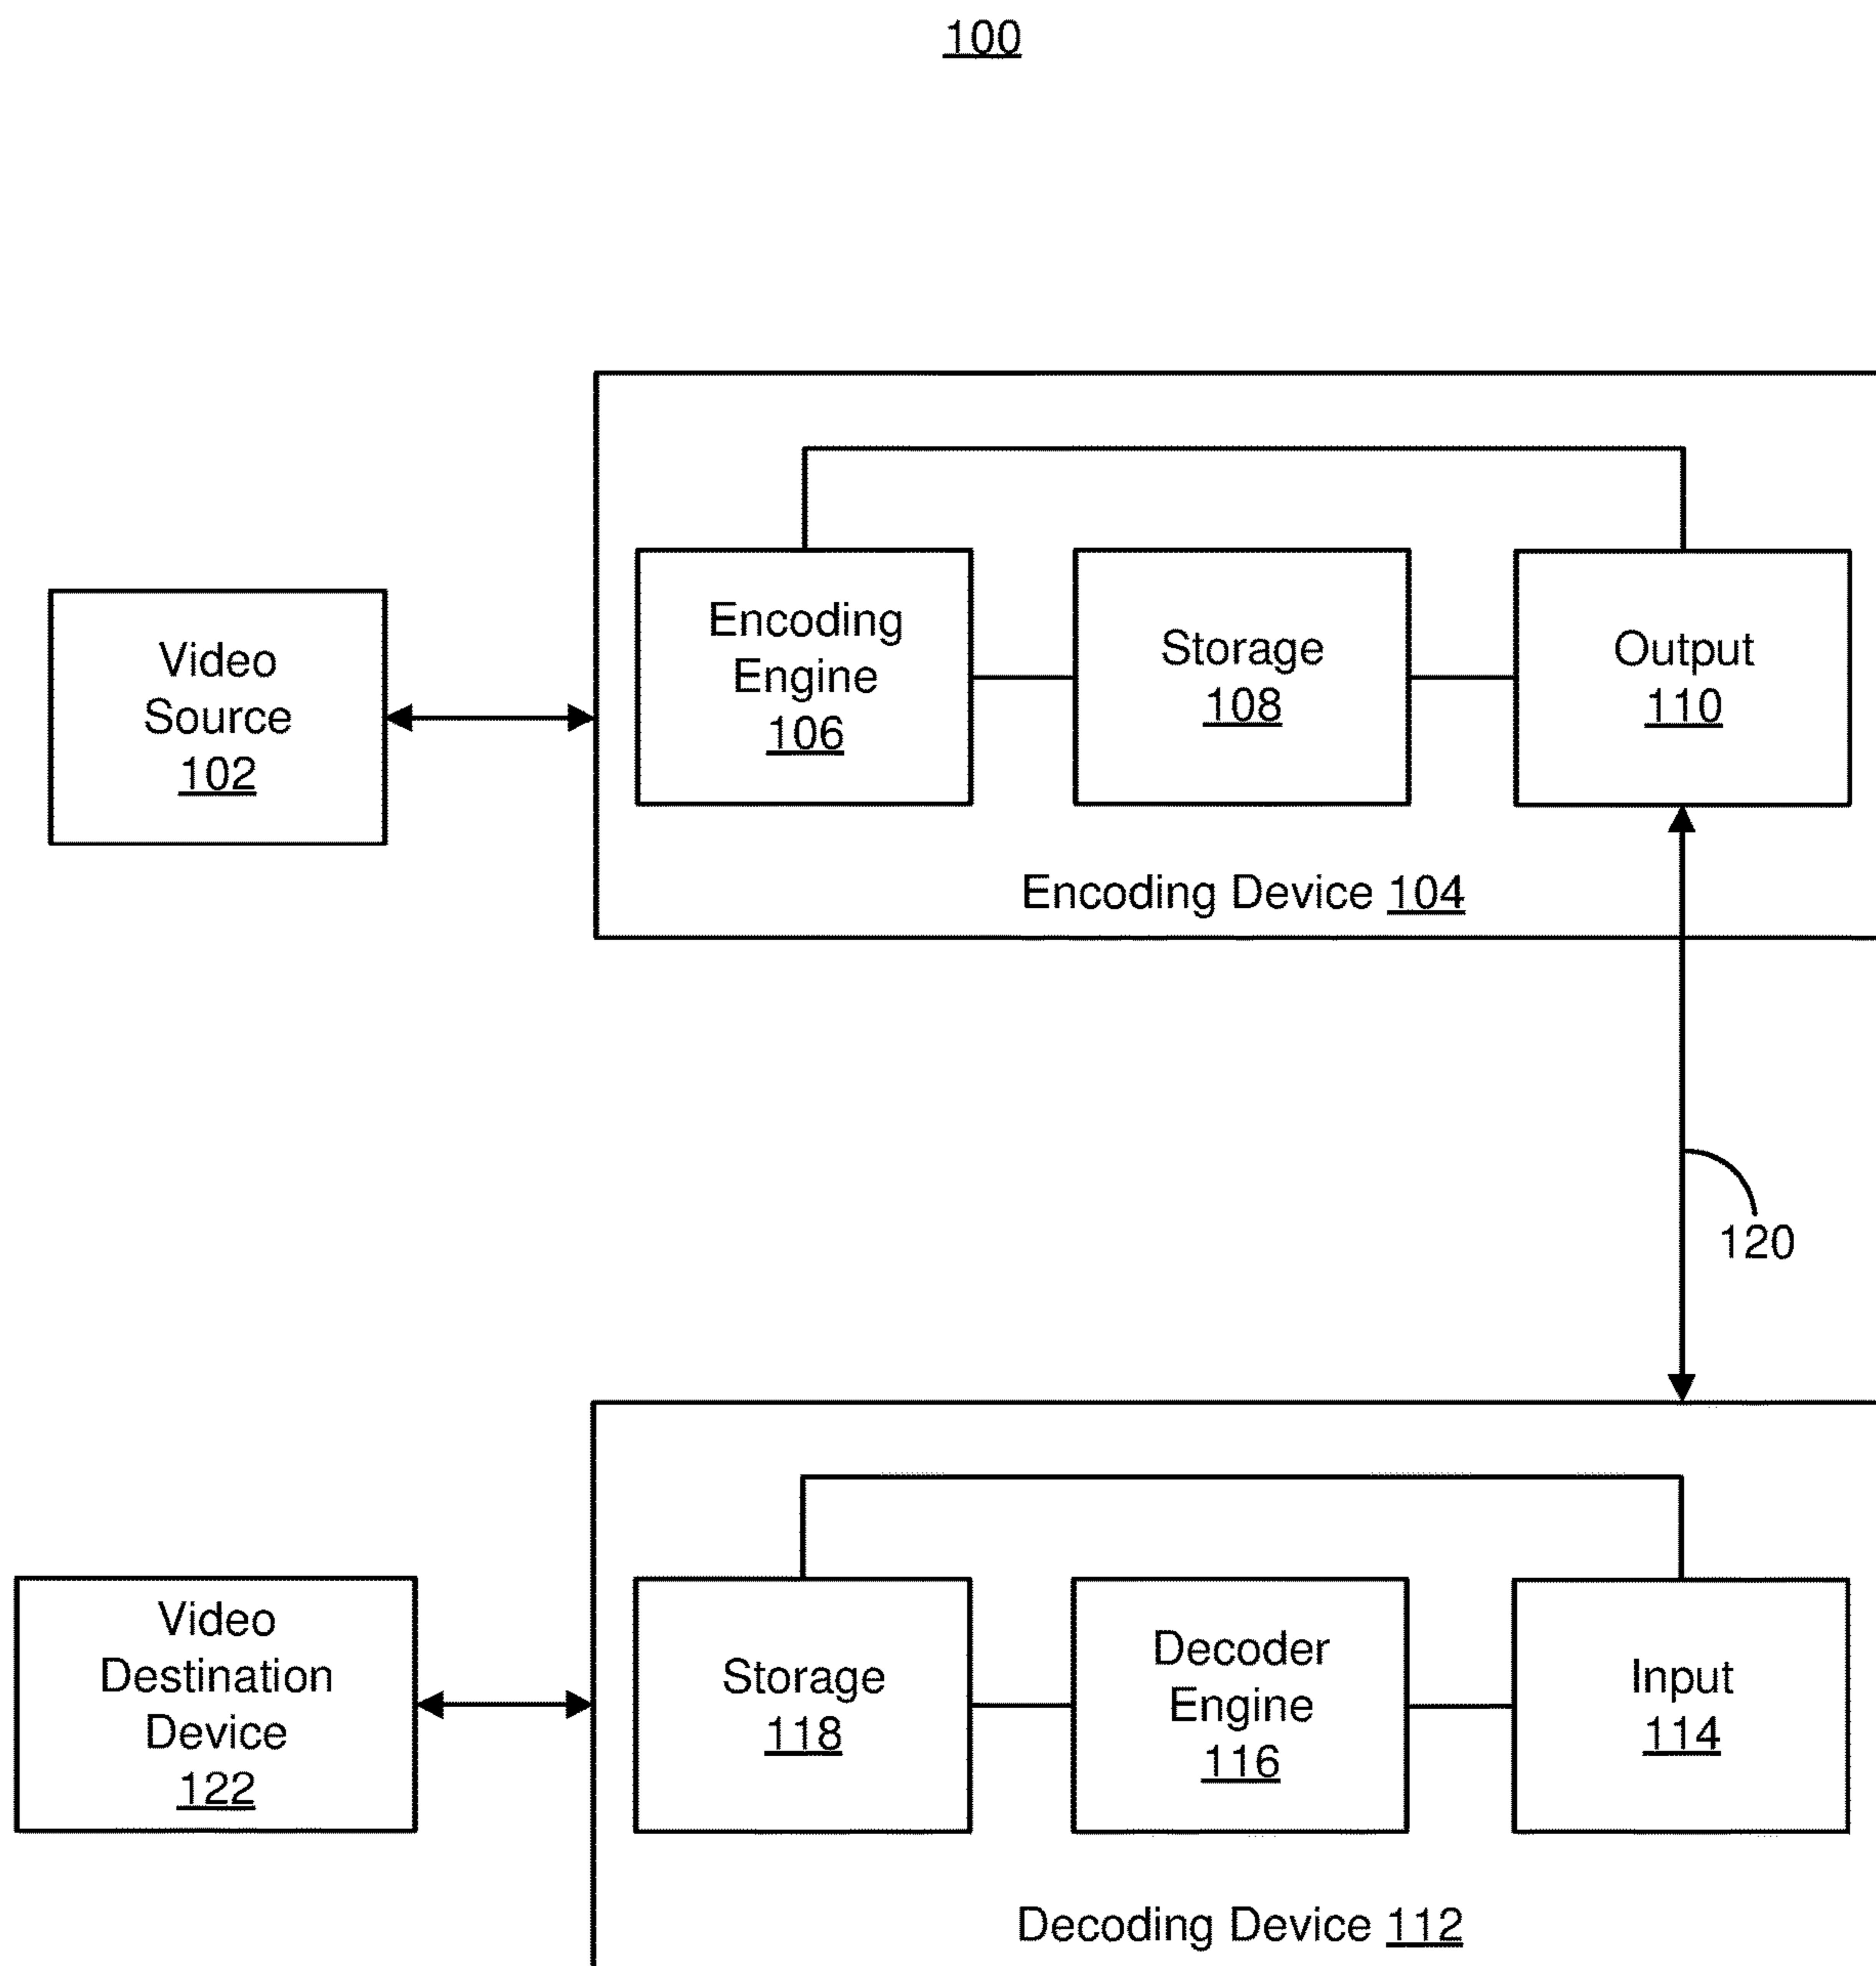 100
Video
Source
102
Encoding
Engine
106
Storage
108
Output
110
Encoding Device 104
120
Video
Destination
Device
122
Storage
118
Decoder
Engine
116
Input
114
Decoding Device 112